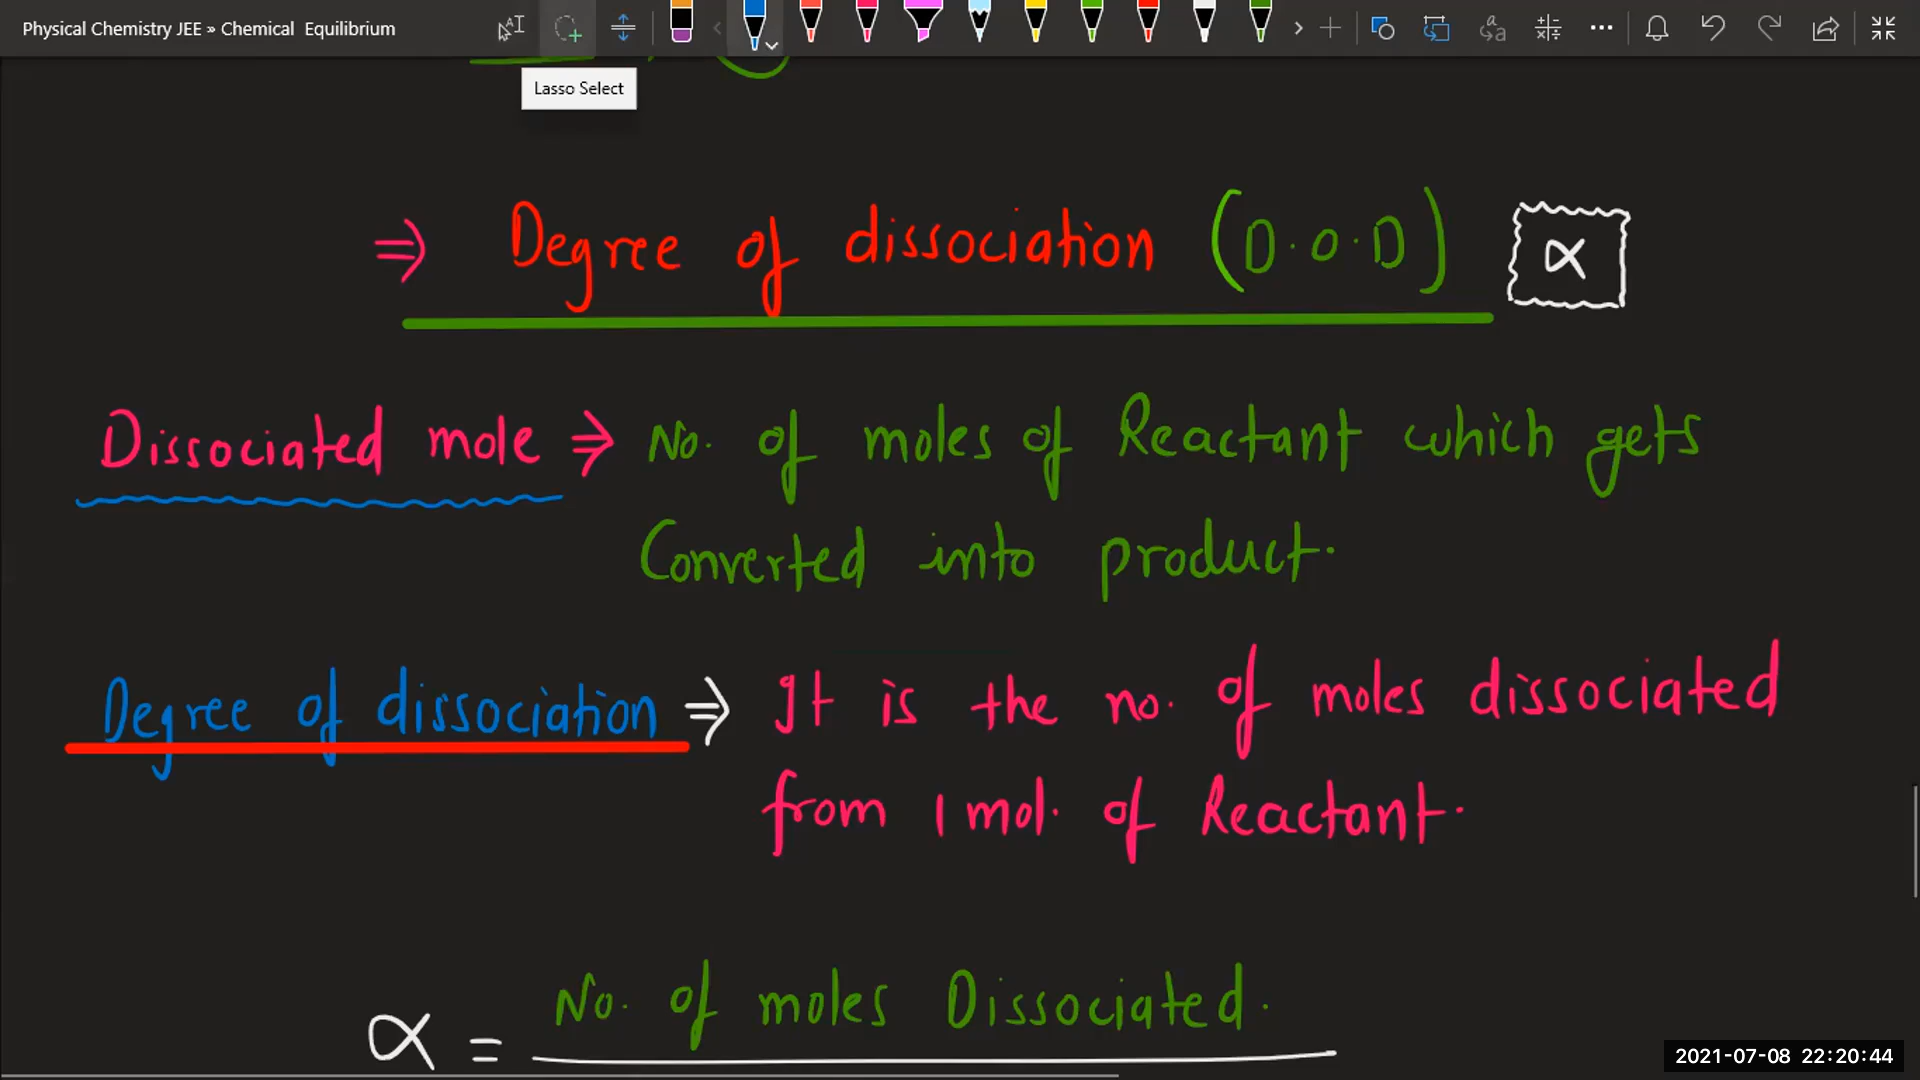 Physical Chemistry JEE » Chemical Equilibrium
Lasso Select
⇒ Degree of dissociation (D.O.D) α
Dissociated mole ⇒ No. of moles of Reactant which gets
Converted into product.
Degree of dissociation ⇒ It is the no. of moles dissociated
from 1 mol. of Reactant.
No. of moles Dissociated.
α =
2021-07-08 22:20:44